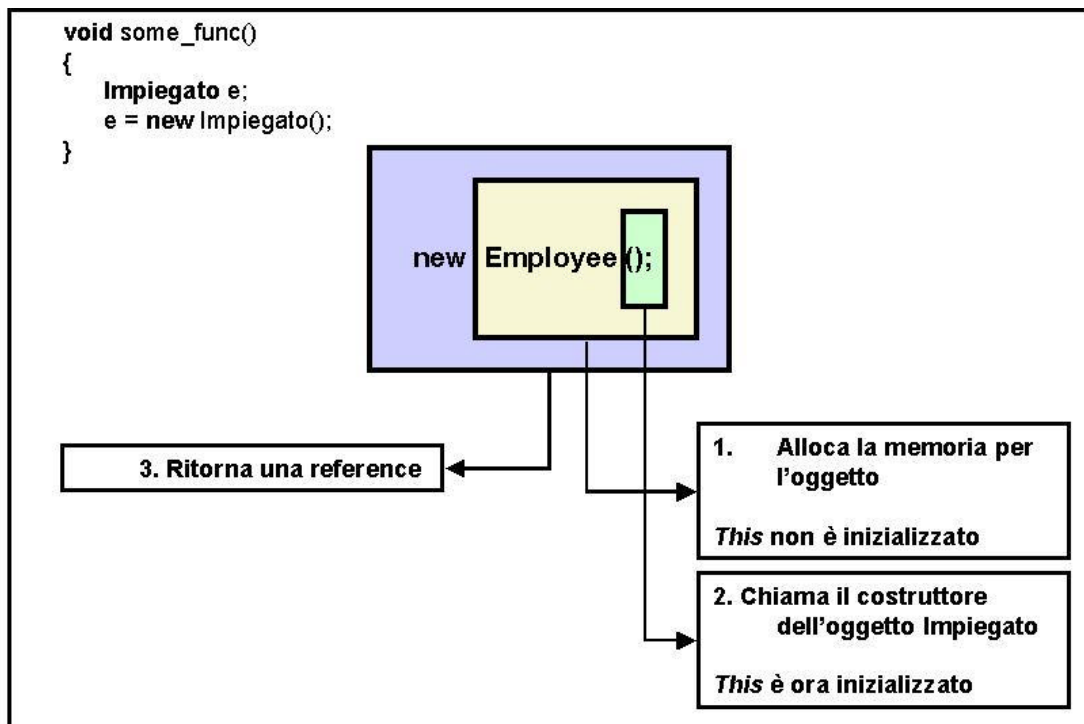 void some_func()
{
Impiegato e;
e = new Impiegato();
}
new Employee ();
3. Ritorna una reference
1. Alloca la memoria per
l'oggetto
This non è inizializzato
2. Chiama il costruttore
dell'oggetto Impiegato
This è ora inizializzato